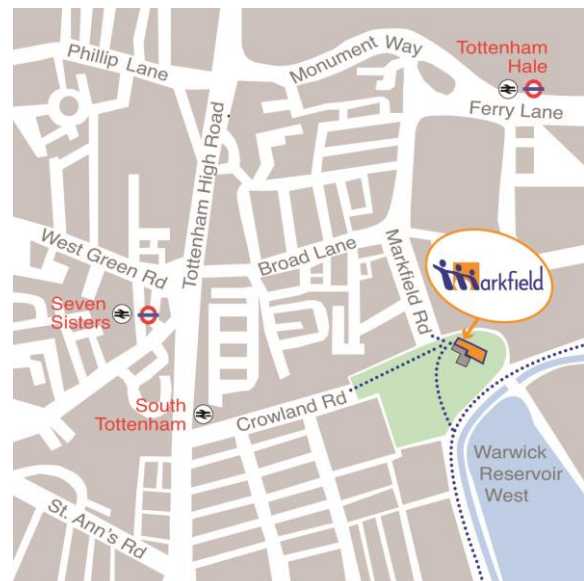 Phillip Lane
Monument Way
Tottenham
Hale
Ferry Lane
Tottenham High Road
West Green Rd
Broad Lane
Markfield Rd
markfield
Seven
Sisters
South
Tottenham
Crowland Rd
Warwick
Reservoir
West
St. Ann's Rd